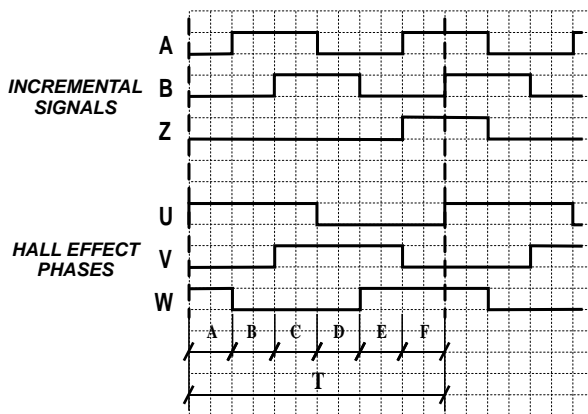 A
INCREMENTAL
SIGNALS
B
Z
U
HALL EFFECT
PHASES
V
W
A B C D E F
T